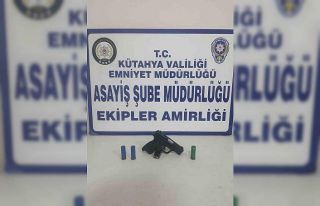 T.C.
KÜTAHYA VALİLİĞİ
EMNİYET MÜDÜRLÜĞÜ
ASAYİŞ ŞUBE MÜDÜRLÜĞÜ
EKİPLER AMİRLİĞİ